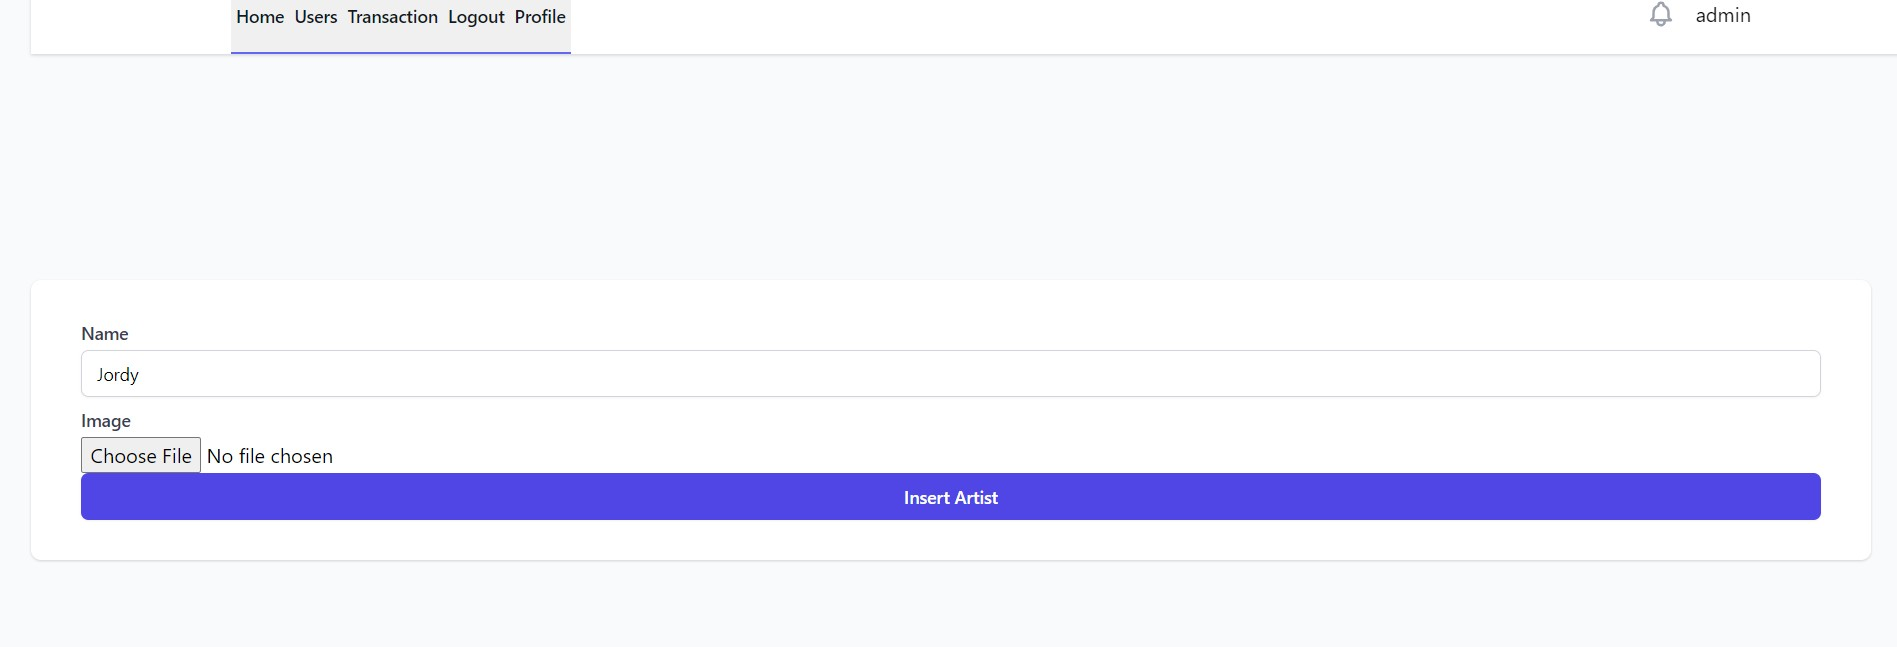 Home Users Transaction Logout Profile
admin
Name
Jordy
Image
Choose File No file chosen
Insert Artist